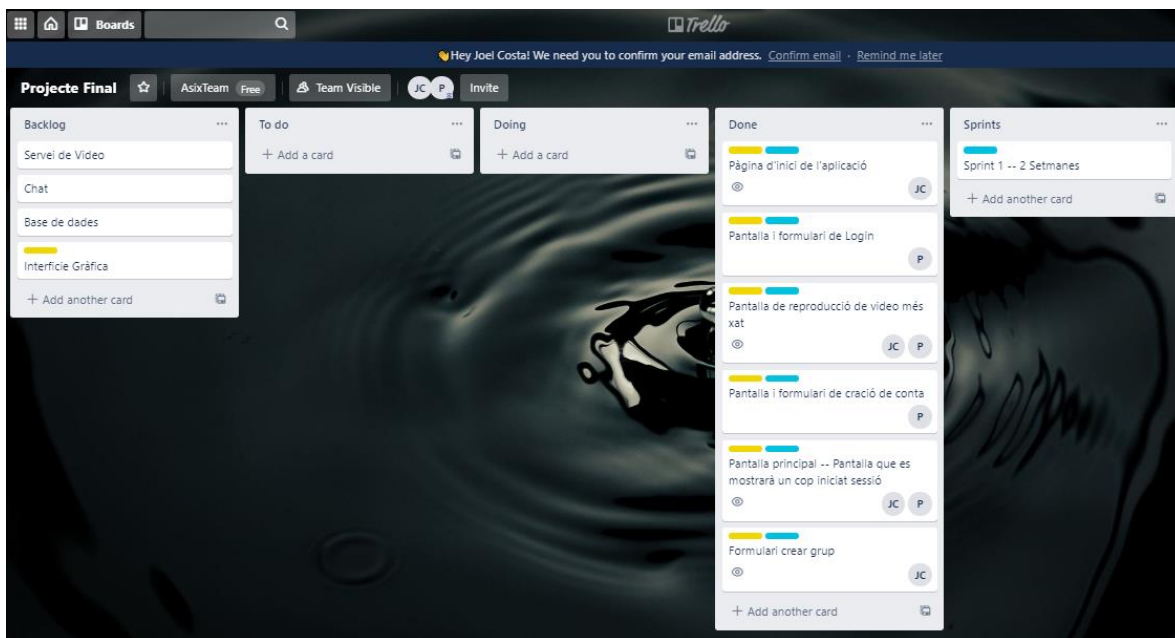 Boards
Trello
Hey Joel Costa! We need you to confirm your email address. Confirm email · Remind me later
Projecte Final
AsixTeam Free
Team Visible
JC P
Invite
Backlog
Servei de Video
Chat
Base de dades
Interficie Gràfica
+ Add another card
To do
+ Add a card
Doing
+ Add a card
Done
Pàgina d'inici de l'aplicació
JC
Pantalla i formulari de Login
P
Pantalla de reproducció de video més
xat
JC P
Pantalla i formulari de cració de conta
P
Pantalla principal -- Pantalla que es
mostrarà un cop iniciat sessió
JC P
Formulari crear grup
JC
+ Add another card
Sprints
Sprint 1 -- 2 Setmanes
+ Add another card